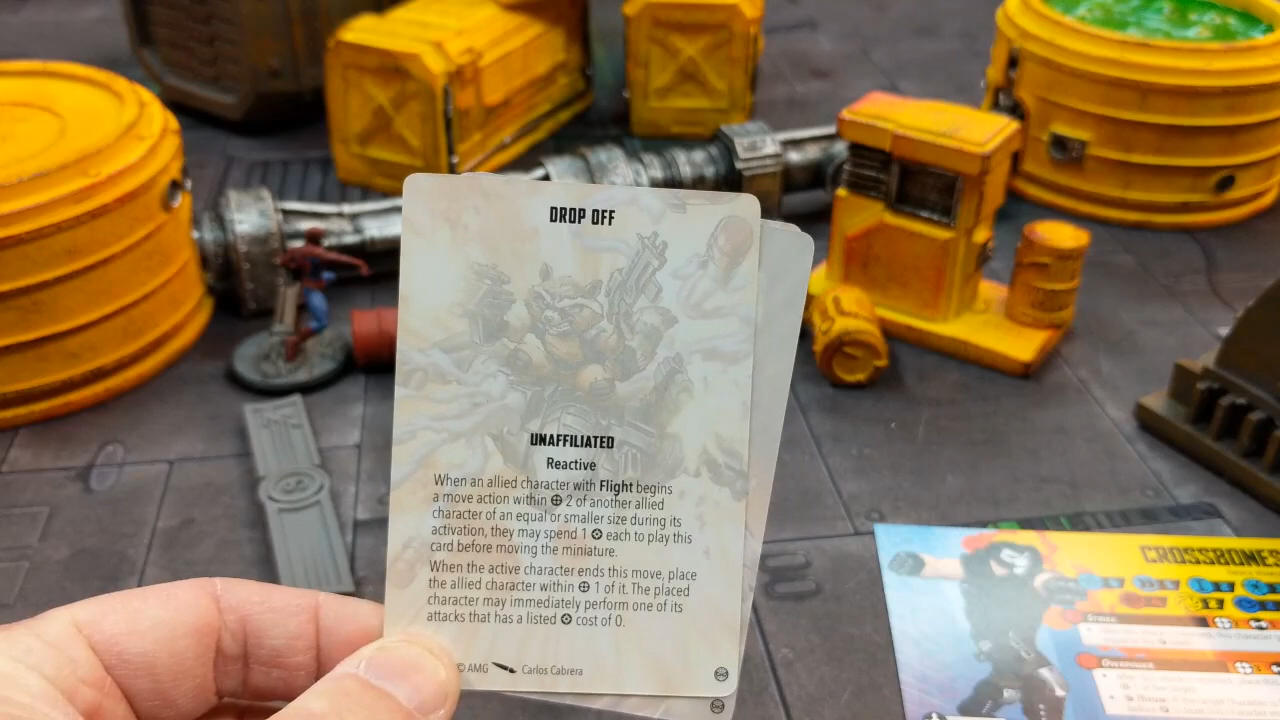 DROP OFF
UNAFFILIATED
Reactive
When an allied character with Flight begins
a move action within 2 of another allied
character of an equal or smaller size during its
activation, they may spend 1 each to play this
card before moving the miniature.
When the active character ends this move, place
the allied character within 1 of it. The placed
character may immediately perform one of its
attacks that has a listed cost of 0.
© AMG Carlos Cabrera
CROSSBONES
Strike
Overpower